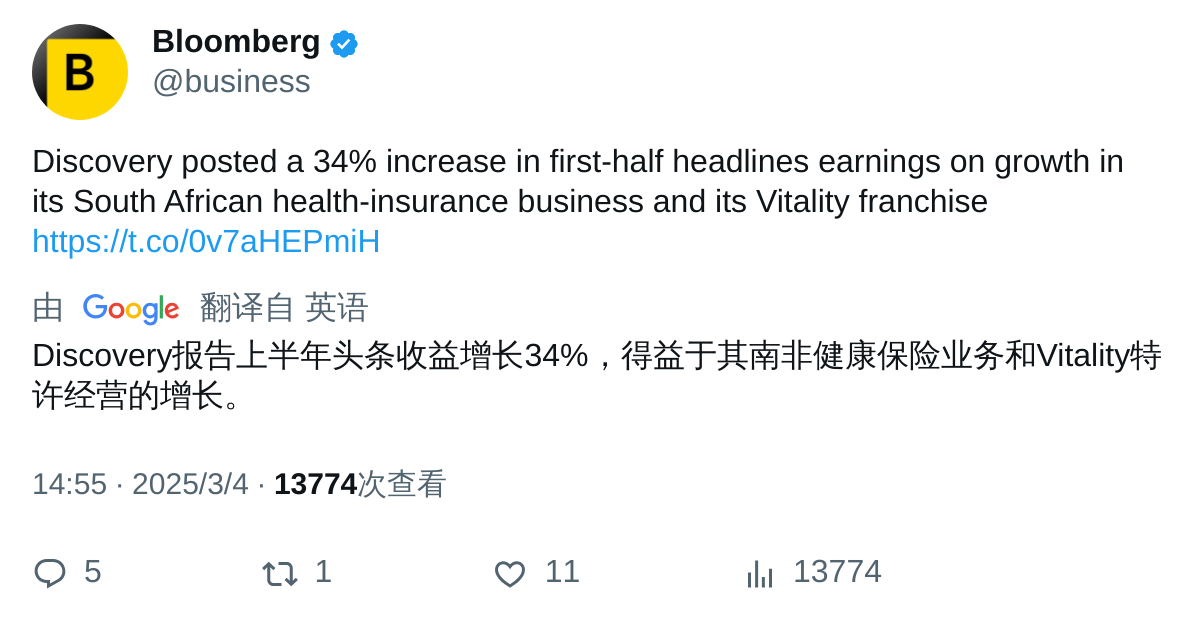 B
Bloomberg
@business
Discovery posted a 34% increase in first-half headlines earnings on growth in
its South African health-insurance business and its Vitality franchise
https://t.co/0v7aHEPmiH
由 Google 翻译自 英语
Discovery报告上半年头条收益增长34%，得益于其南非健康保险业务和Vitality特
许经营的增长。
14:55 · 2025/3/4 · 13774次查看
5 1 11 13774